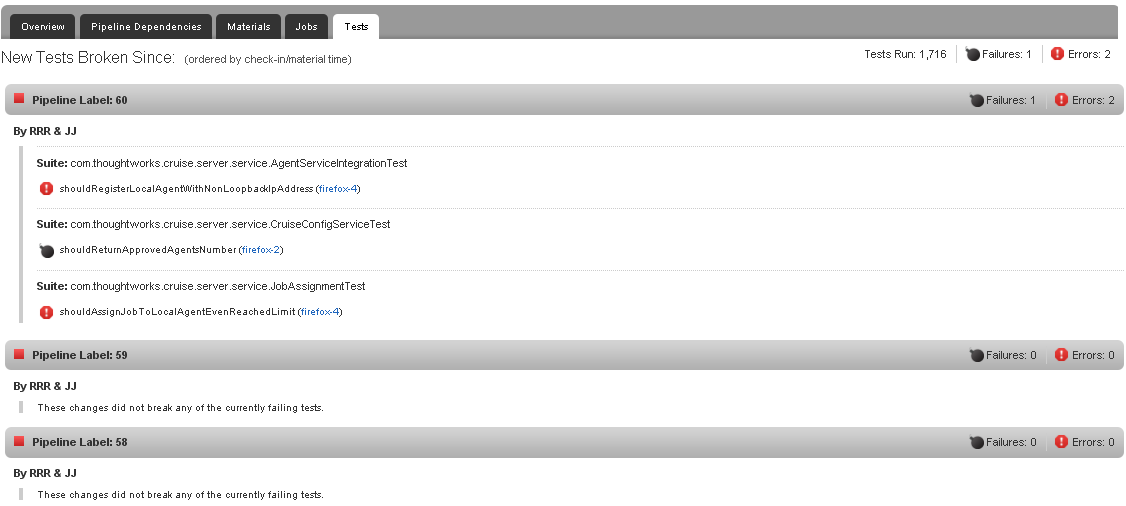 Overview Pipeline Dependencies Materials Jobs Tests
New Tests Broken Since: (ordered by check-in/material time) Tests Run: 1,716 Failures: 1 Errors: 2
Pipeline Label: 60 Failures: 1 Errors: 2
By RRR & JJ
Suite: com.thoughtworks.cruise.server.service.AgentServiceIntegrationTest
shouldRegisterLocalAgentWithNonLoopbackIpAddress (firefox-4)
Suite: com.thoughtworks.cruise.server.service.CruiseConfigServiceTest
shouldReturnApprovedAgentsNumber (firefox-2)
Suite: com.thoughtworks.cruise.server.service.JobAssignmentTest
shouldAssignJobToLocalAgentEvenReachedLimit (firefox-4)
Pipeline Label: 59 Failures: 0 Errors: 0
By RRR & JJ
These changes did not break any of the currently failing tests.
Pipeline Label: 58 Failures: 0 Errors: 0
By RRR & JJ
These changes did not break any of the currently failing tests.